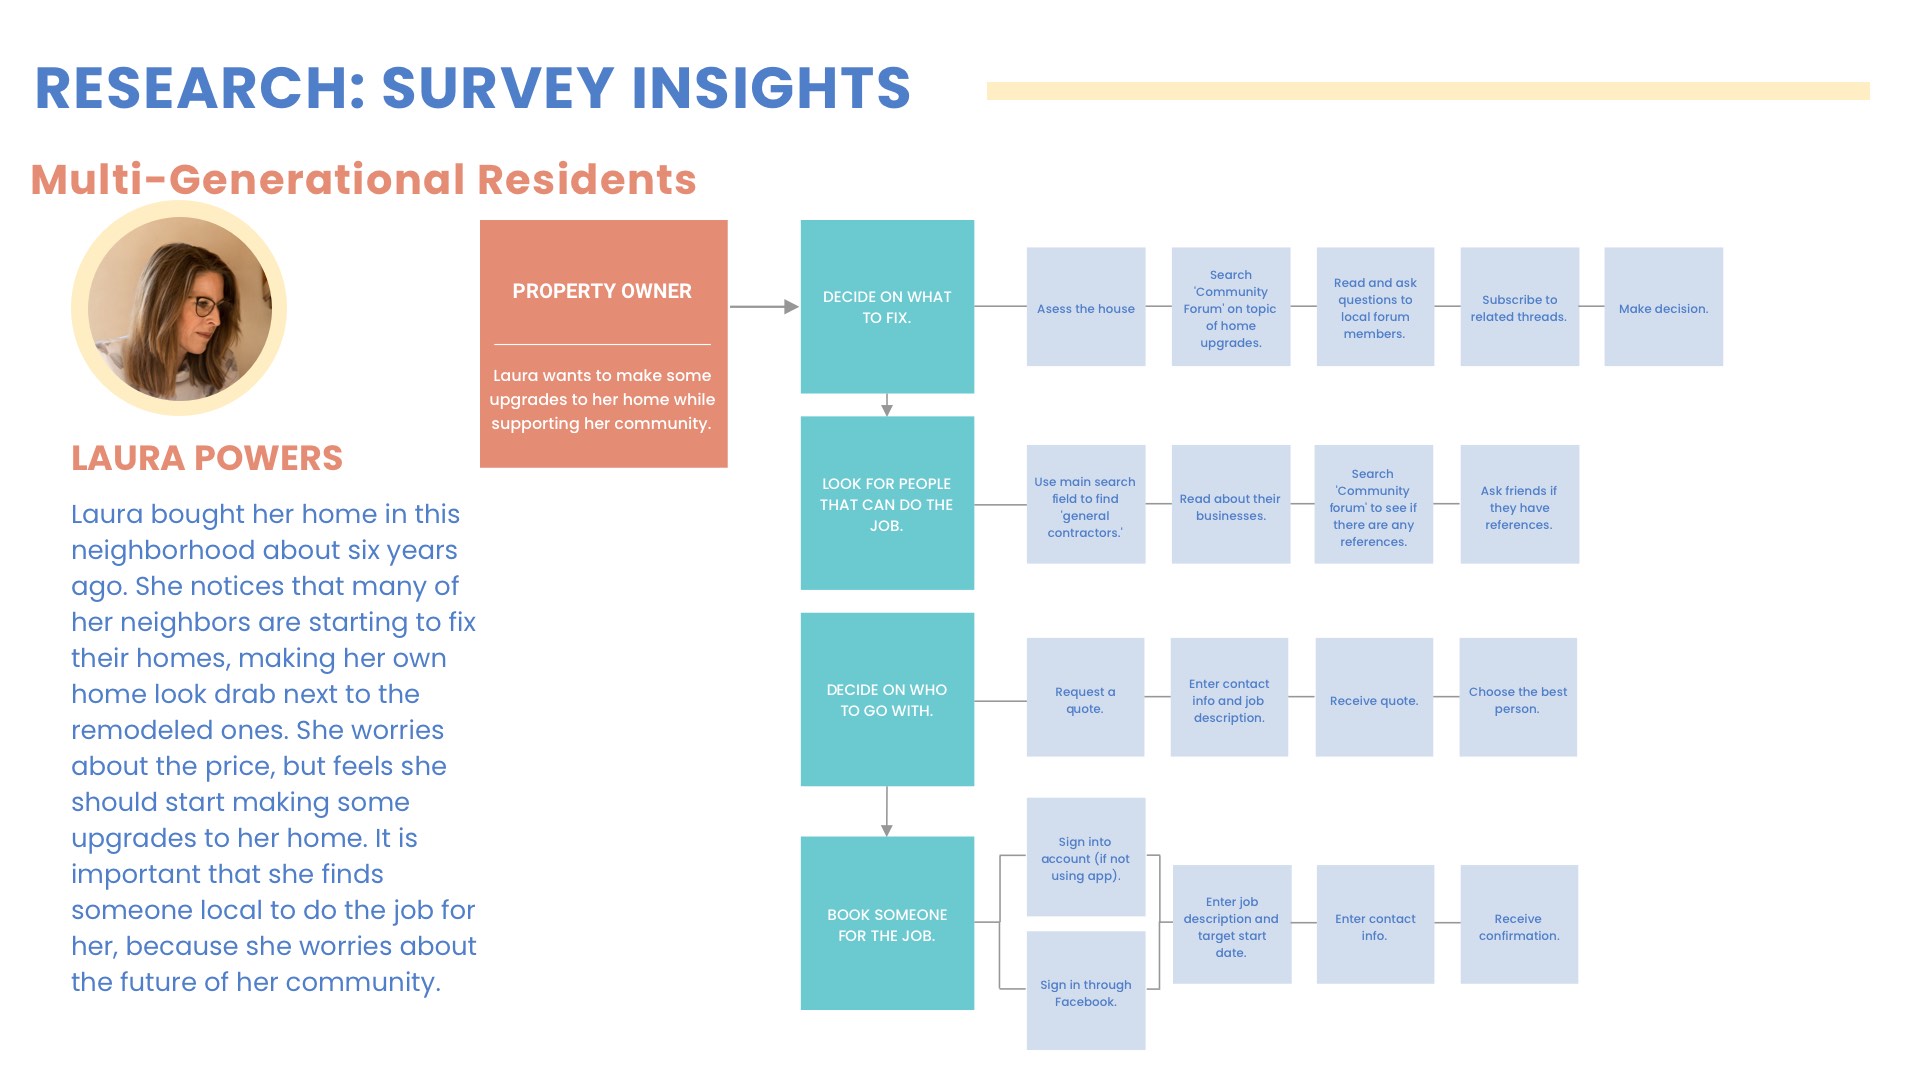 RESEARCH: SURVEY INSIGHTS
Multi-Generational Residents
LAURA POWERS
Laura bought her home in this
neighborhood about six years
ago. She notices that many of
her neighbors are starting to fix
their homes, making her own
home look drab next to the
remodeled ones. She worries
about the price, but feels she
should start making some
upgrades to her home. It is
important that she finds
someone local to do the job for
her, because she worries about
the future of her community.
PROPERTY OWNER
Laura wants to make some
upgrades to her home while
supporting her community.
DECIDE ON WHAT
TO FIX.
Asess the house
Search
'Community
Forum' on topic
of home
upgrades.
Read and ask
questions to
local forum
members.
Subscribe to
related threads.
Make decision.
LOOK FOR PEOPLE
THAT CAN DO THE
JOB.
Use main search
field to find
'general
contractors.'
Read about their
businesses.
Search
'Community
forum' to see if
there are any
references.
Ask friends if
they have
references.
DECIDE ON WHO
TO GO WITH.
Request a
quote.
Enter contact
info and job
description.
Receive quote.
Choose the best
person.
BOOK SOMEONE
FOR THE JOB.
Sign into
account (if not
using app).
Sign in through
Facebook.
Enter job
description and
target start
date.
Enter contact
info.
Receive
confirmation.